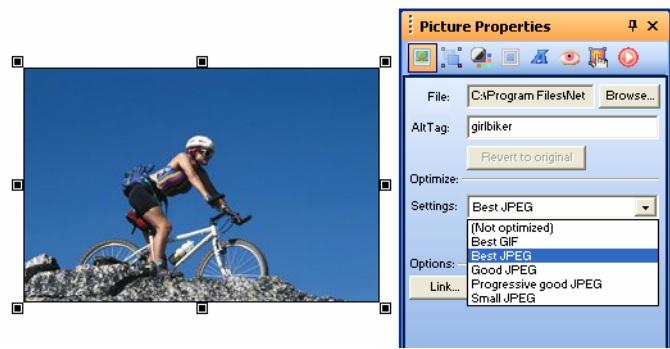 Picture Properties
File: C:\Program Files\Net Browse...
AltTag: girlbiker
Revert to original
Optimize:
Settings: Best JPEG
(Not optimized)
Best GIF
Best JPEG
Good JPEG
Options:
Progressive good JPEG
Link...
Small JPEG